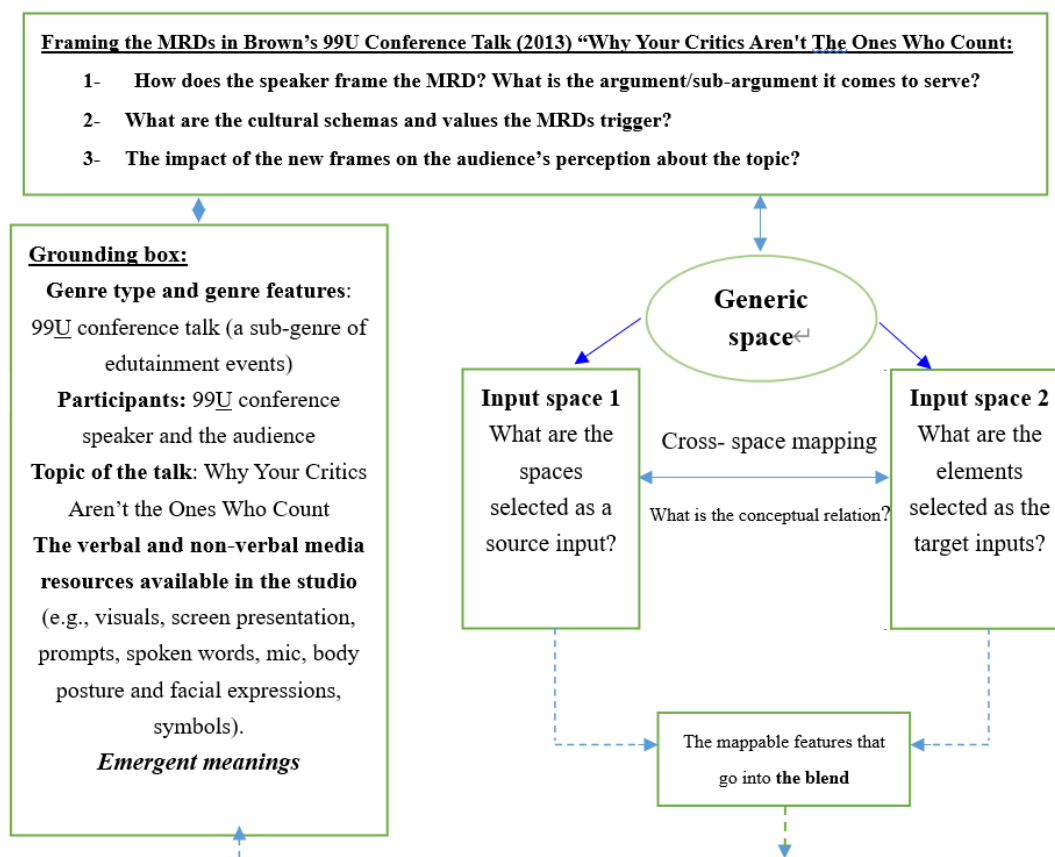 Framing the MRDs in Brown's 99U Conference Talk (2013) “Why Your Critics Aren't The Ones Who Count:
1- How does the speaker frame the MRD? What is the argument/sub-argument it comes to serve?
2- What are the cultural schemas and values the MRDs trigger?
3- The impact of the new frames on the audience’s perception about the topic?
Grounding box:
Genre type and genre features:
99U conference talk (a sub-genre of
edutainment events)
Participants: 99U conference
speaker and the audience
Topic of the talk: Why Your Critics
Aren’t the Ones Who Count
The verbal and non-verbal media
resources available in the studio
(e.g., visuals, screen presentation,
prompts, spoken words, mic, body
posture and facial expressions,
symbols).
Emergent meanings
Generic
space↵
Input space 1
What are the
spaces
selected as a
source input?
Cross- space mapping
What is the conceptual relation?
Input space 2
What are the
elements
selected as the
target inputs?
The mappable features that
go into the blend